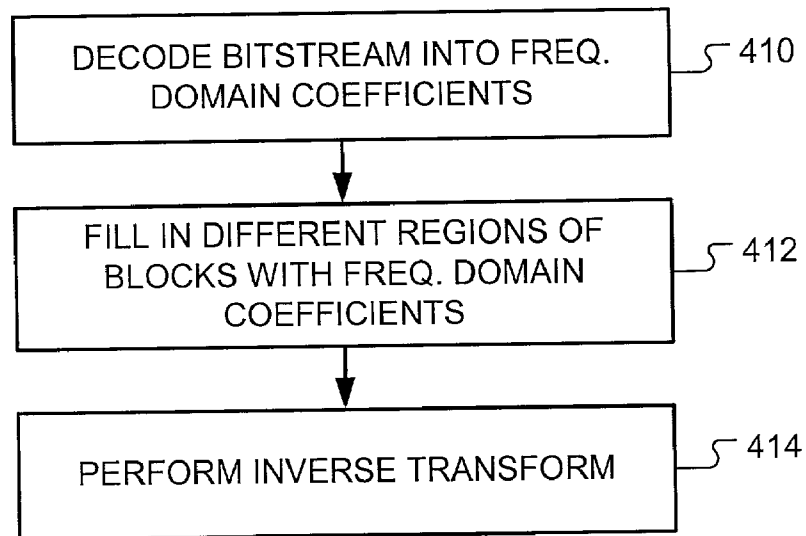 DECODE BITSTREAM INTO FREQ.
DOMAIN COEFFICIENTS
410
FILL IN DIFFERENT REGIONS OF
BLOCKS WITH FREQ. DOMAIN
COEFFICIENTS
412
PERFORM INVERSE TRANSFORM
414